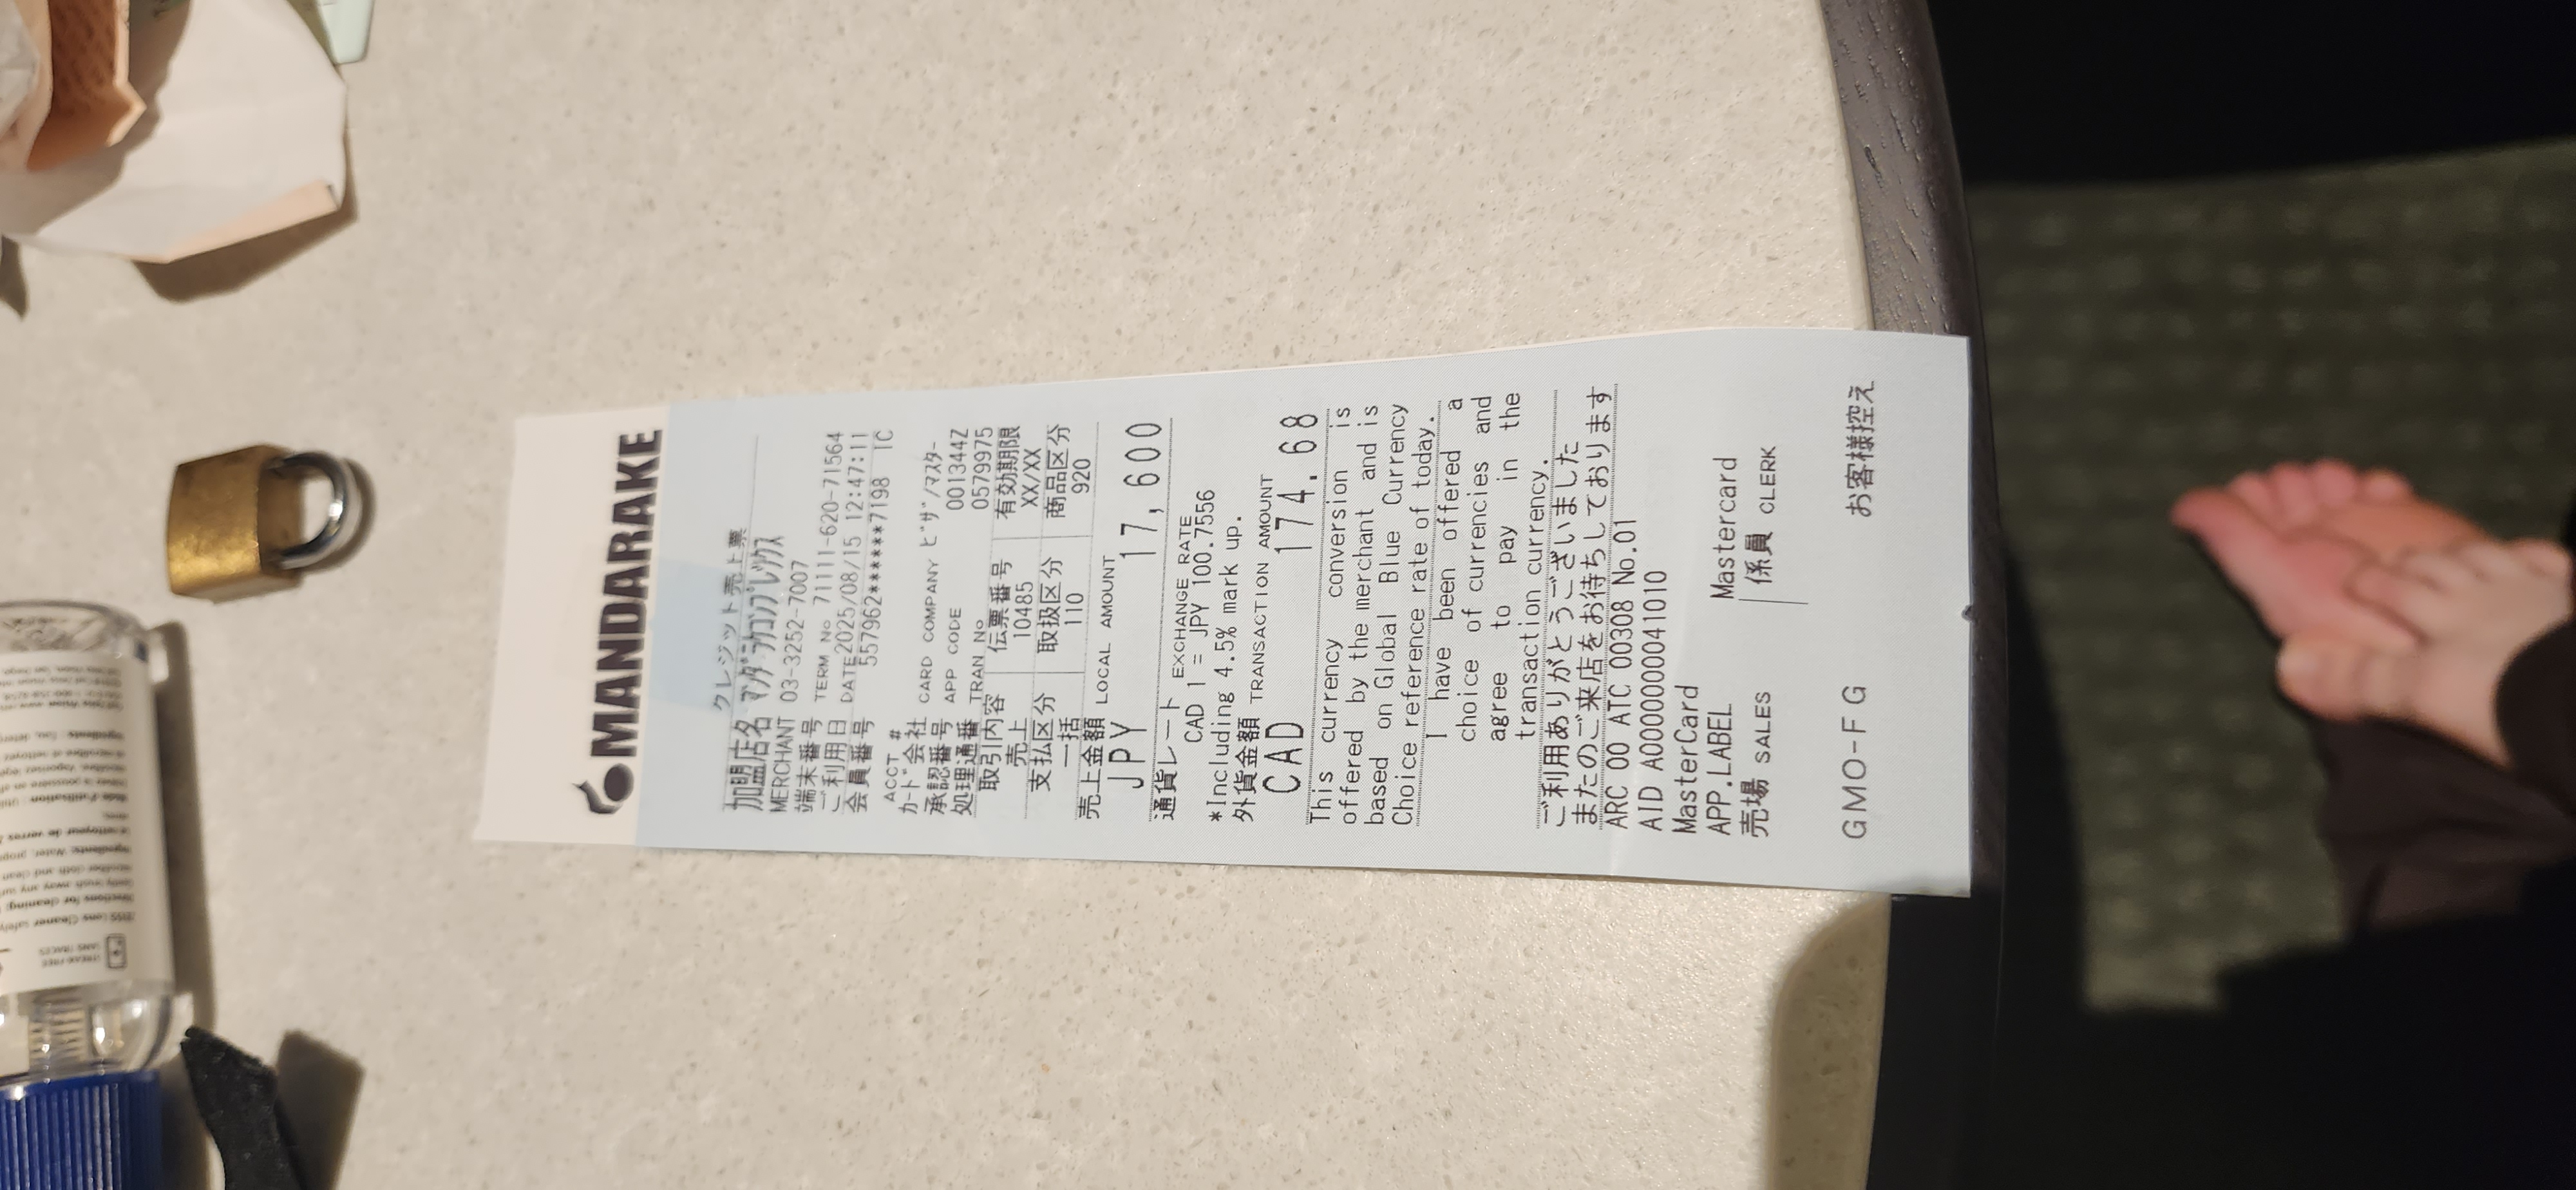 MANDARAKE
クレジット売上票
加盟店名 マンダラケコンプレックス
MERCHANT 03-3252-7007
端末番号 TERM No 71111-620-71564
ご利用日 DATE 2025/08/15 12:47:11
会員番号 557962*******7198 IC
ACCT #
カード会社 CARD COMPANY ビザ/マスター
承認番号 APP CODE 0013442
処理通番 TRAN No 0579975
取引内容 伝票番号 有効期限
売上 10485 XX/XX
支払区分 取扱区分 商品区分
一括 110 920
売上金額 LOCAL AMOUNT
JPY 17,600
通貨レート EXCHANGE RATE
CAD 1 = JPY 100.7556
*Including 4.5% mark up.
外貨金額 TRANSACTION AMOUNT
CAD 174.68
This currency conversion is
offered by the merchant and is
based on Global Blue Currency
Choice reference rate of today.
I have been offered a
choice of currencies and
agree to pay in the
transaction currency.
ご利用ありがとうございました
またのご来店をお待ちしております
ARC 00 ATC 00308 No.01
AID A0000000041010
MasterCard
APP.LABEL Mastercard
売場 SALES 係員 CLERK
GMO-FG お客様控え